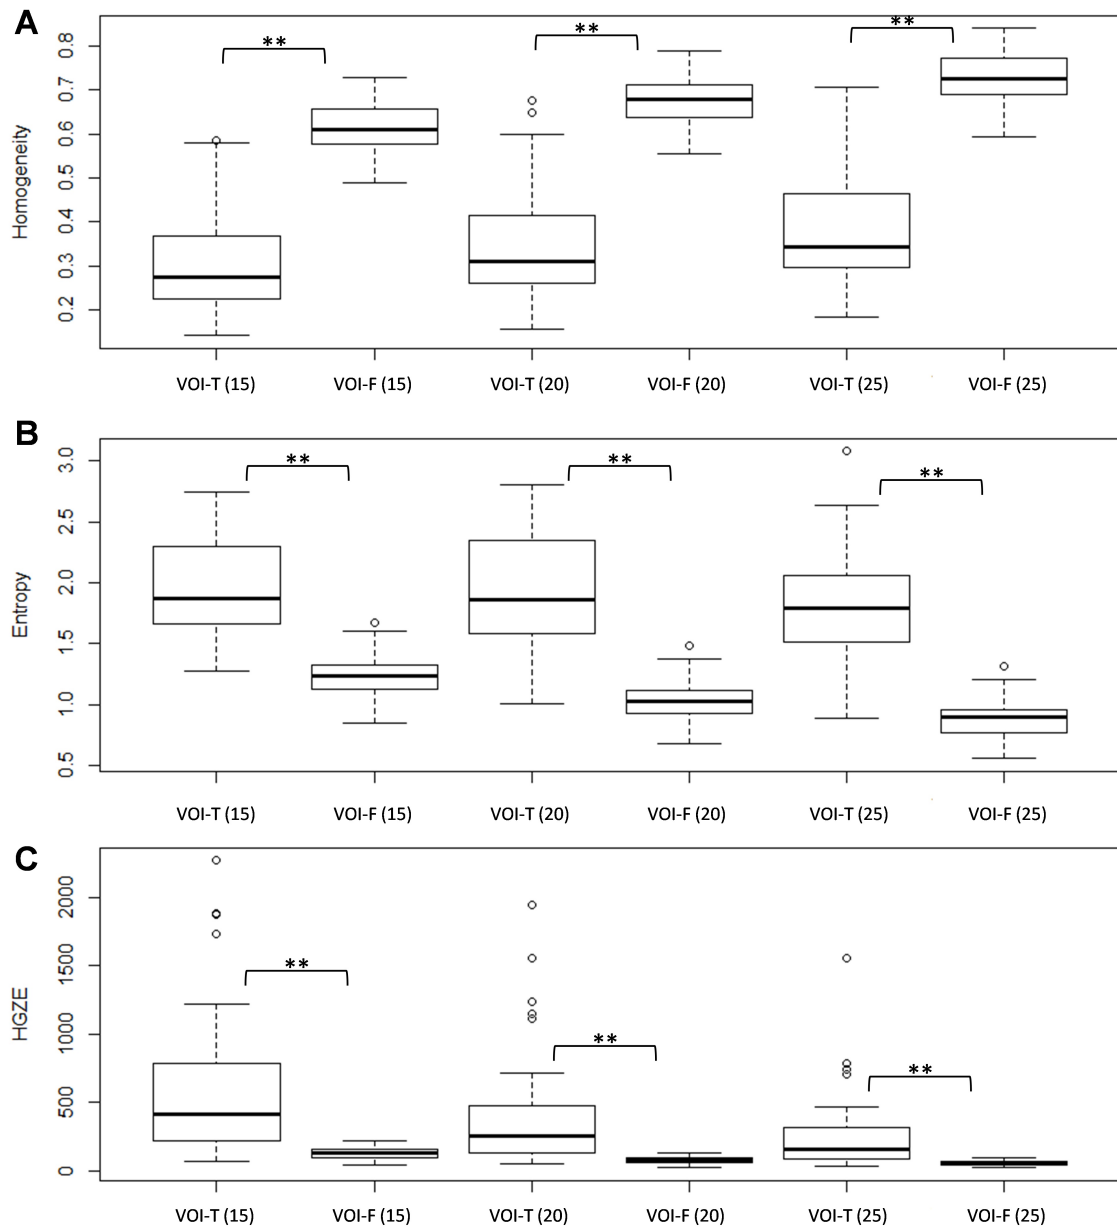 A
Homogeneity
0.8
0.7
0.6
0.5
0.4
0.3
0.2
** ** **
VOI-T (15) VOI-F (15) VOI-T (20) VOI-F (20) VOI-T (25) VOI-F (25)
B
Entropy
3.0
2.5
2.0
1.5
1.0
0.5
** ** **
VOI-T (15) VOI-F (15) VOI-T (20) VOI-F (20) VOI-T (25) VOI-F (25)
C
HGZE
2000
1500
1000
500
0
** ** **
VOI-T (15) VOI-F (15) VOI-T (20) VOI-F (20) VOI-T (25) VOI-F (25)